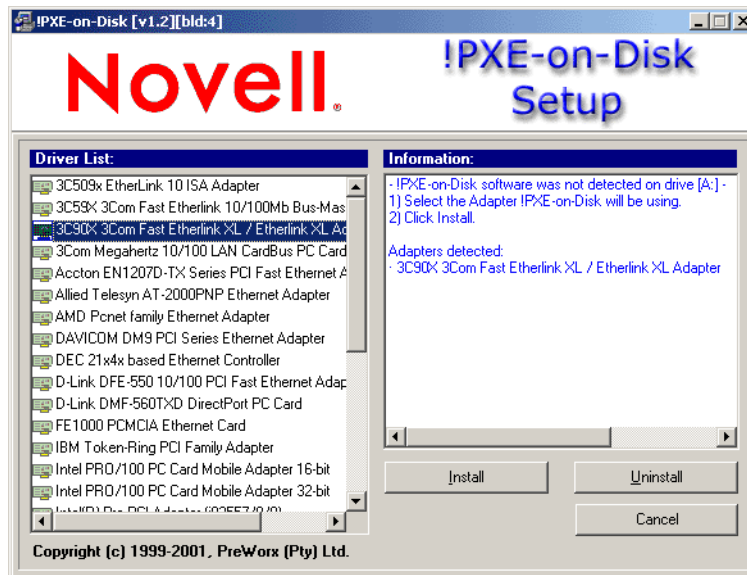 !PXE-on-Disk [v1.2][bld:4]
Novell®
!PXE-on-Disk
Setup
Driver List:
3C509x EtherLink 10 ISA Adapter
3C59X 3Com Fast Etherlink 10/100Mb Bus-Mas
3C90X 3Com Fast Etherlink XL / Etherlink XL Ad
3Com Megahertz 10/100 LAN CardBus PC Card
Accton EN1207D-TX Series PCI Fast Ethernet A
Allied Telesyn AT-2000PNP Ethernet Adapter
AMD Pcnet family Ethernet Adapter
DAVICOM DM9 PCI Series Ethernet Adapter
DEC 21x4x based Ethernet Controller
D-Link DFE-550 10/100 PCI Fast Ethernet Adap
D-Link DMF-560TXD DirectPort PC Card
FE1000 PCMCIA Ethernet Card
IBM Token-Ring PCI Family Adapter
Intel PRO/100 PC Card Mobile Adapter 16-bit
Intel PRO/100 PC Card Mobile Adapter 32-bit
Information:
- !PXE-on-Disk software was not detected on drive [A:] -
1) Select the Adapter !PXE-on-Disk will be using.
2) Click Install.
Adapters detected:
· 3C90X 3Com Fast Etherlink XL / Etherlink XL Adapter
Install
Uninstall
Cancel
Copyright (c) 1999-2001, PreWorx (Pty) Ltd.